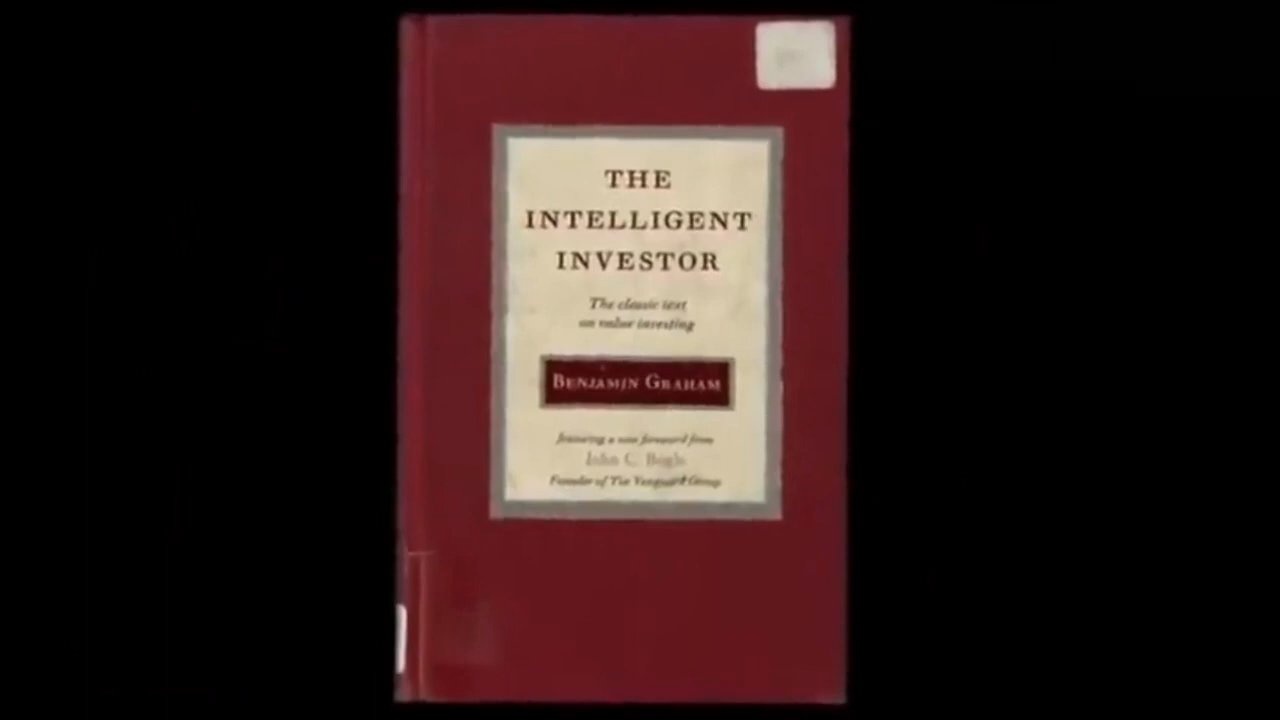 THE
INTELLIGENT
INVESTOR
The classic text
on value investing
BENJAMIN GRAHAM
featuring a new foreword from
John C. Bogle
Founder of The Vanguard Group